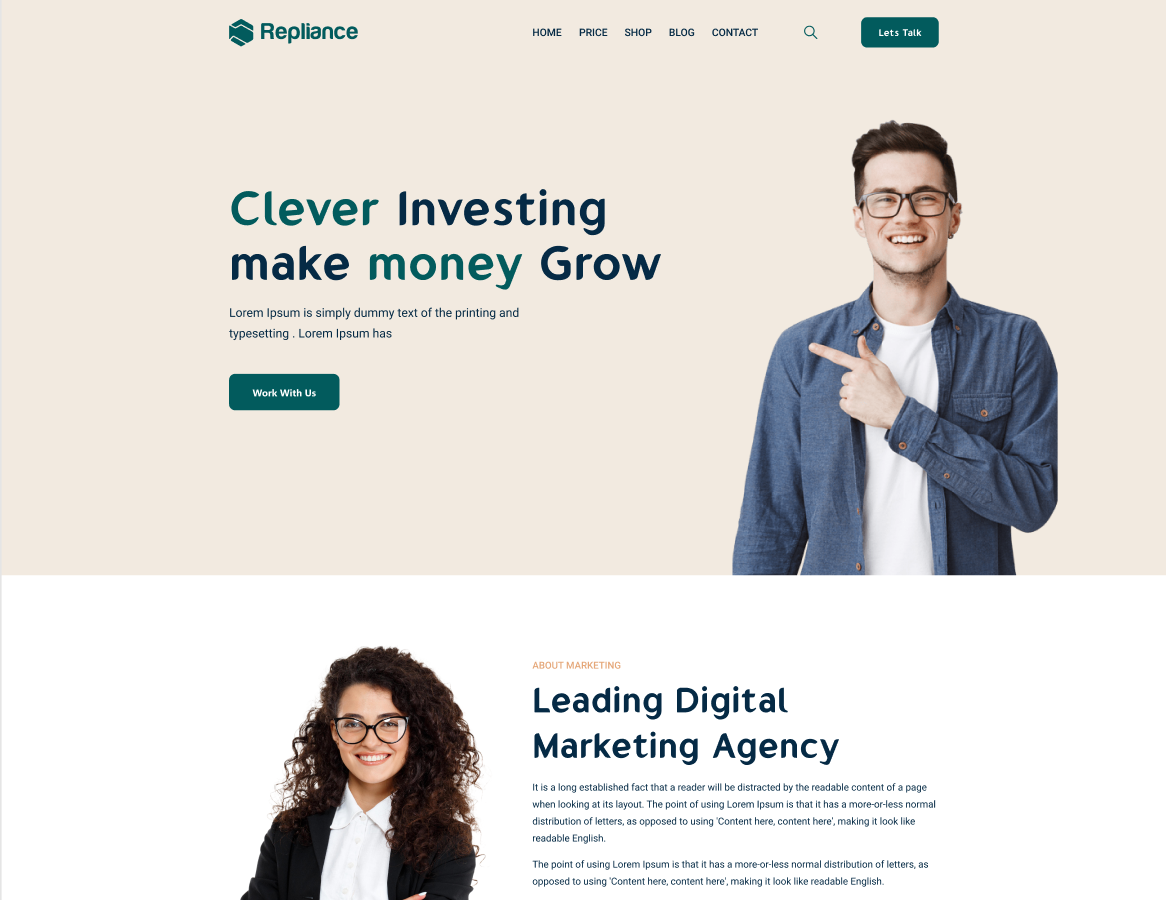 Repliance
HOME PRICE SHOP BLOG CONTACT
Lets Talk
Clever Investing
make money Grow
Lorem Ipsum is simply dummy text of the printing and
typesetting . Lorem Ipsum has
Work With Us
ABOUT MARKETING
Leading Digital
Marketing Agency
It is a long established fact that a reader will be distracted by the readable content of a page
when looking at its layout. The point of using Lorem Ipsum is that it has a more-or-less normal
distribution of letters, as opposed to using 'Content here, content here', making it look like
readable English.
The point of using Lorem Ipsum is that it has a more-or-less normal distribution of letters, as
opposed to using 'Content here, content here', making it look like readable English.